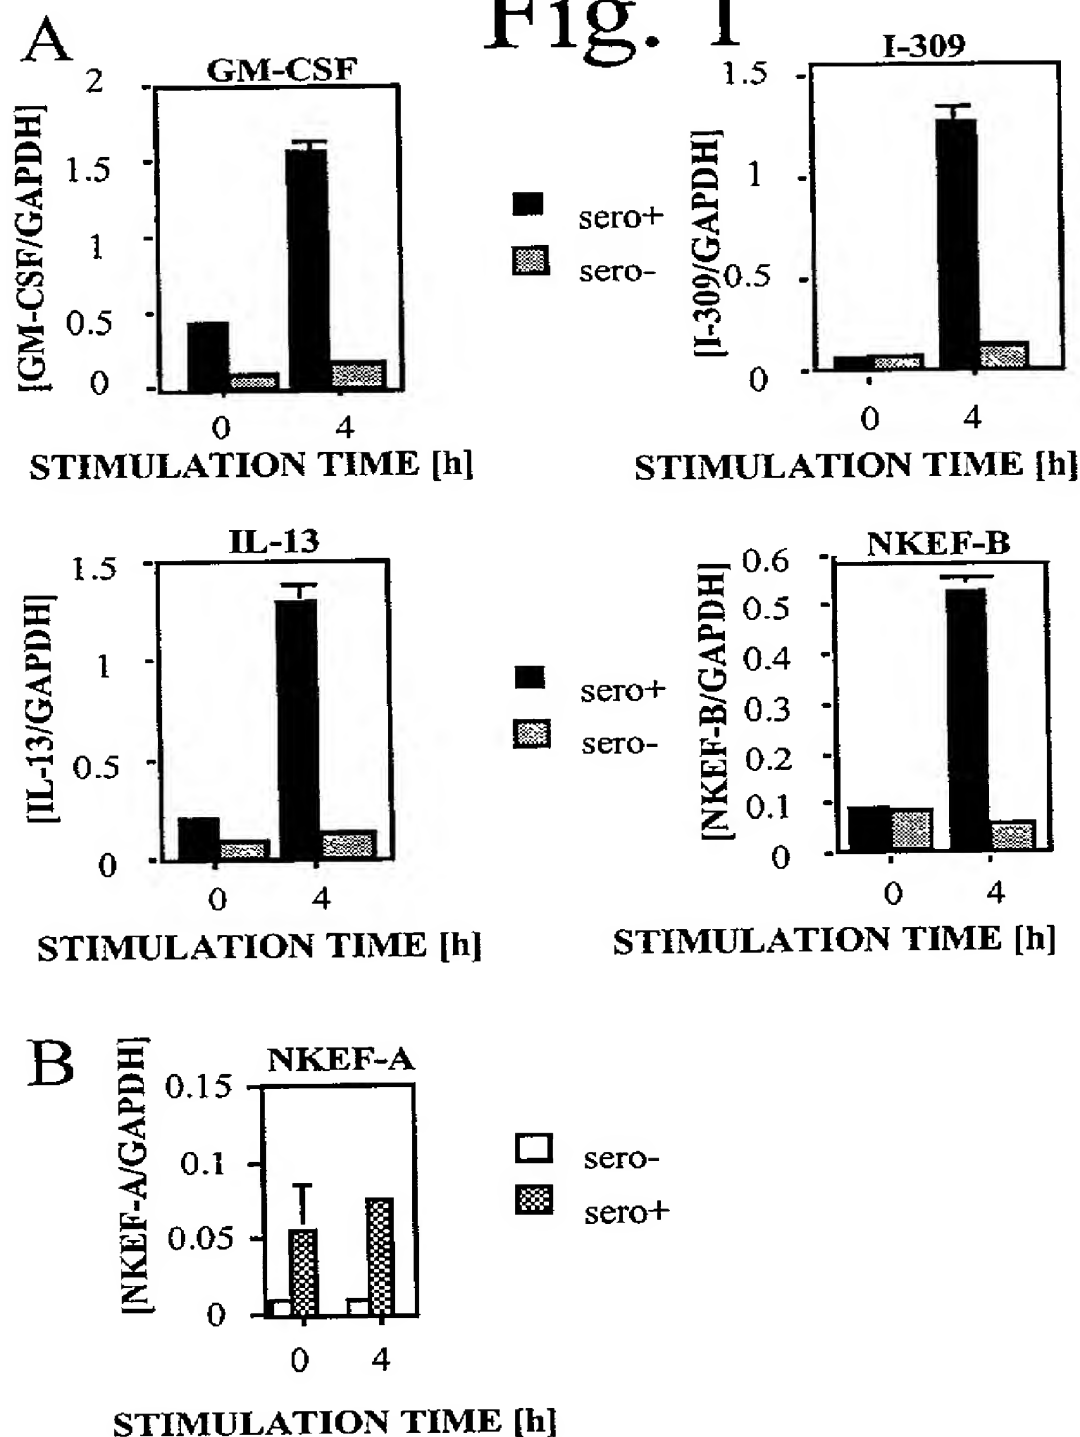 Fig. 1
A
GM-CSF
[GM-CSF/GAPDH]
2
1.5
1
0.5
0
0 4
STIMULATION TIME [h]
sero+
sero-
I-309
[I-309/GAPDH]
1.5
1
0.5
0
0 4
STIMULATION TIME [h]
IL-13
[IL-13/GAPDH]
1.5
1
0.5
0
0 4
STIMULATION TIME [h]
sero+
sero-
NKEF-B
[NKEF-B/GAPDH]
0.6
0.5
0.4
0.3
0.2
0.1
0
0 4
STIMULATION TIME [h]
B
NKEF-A
[NKEF-A/GAPDH]
0.15
0.1
0.05
0
0 4
STIMULATION TIME [h]
sero-
sero+